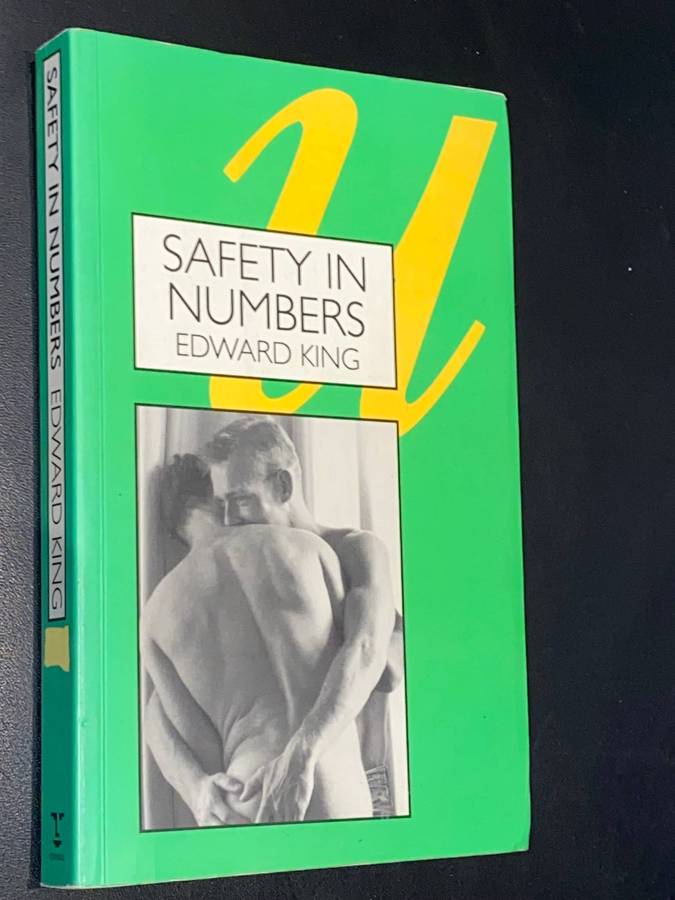 SAFETY IN NUMBERS EDWARD KING
u
SAFETY IN
NUMBERS
EDWARD KING